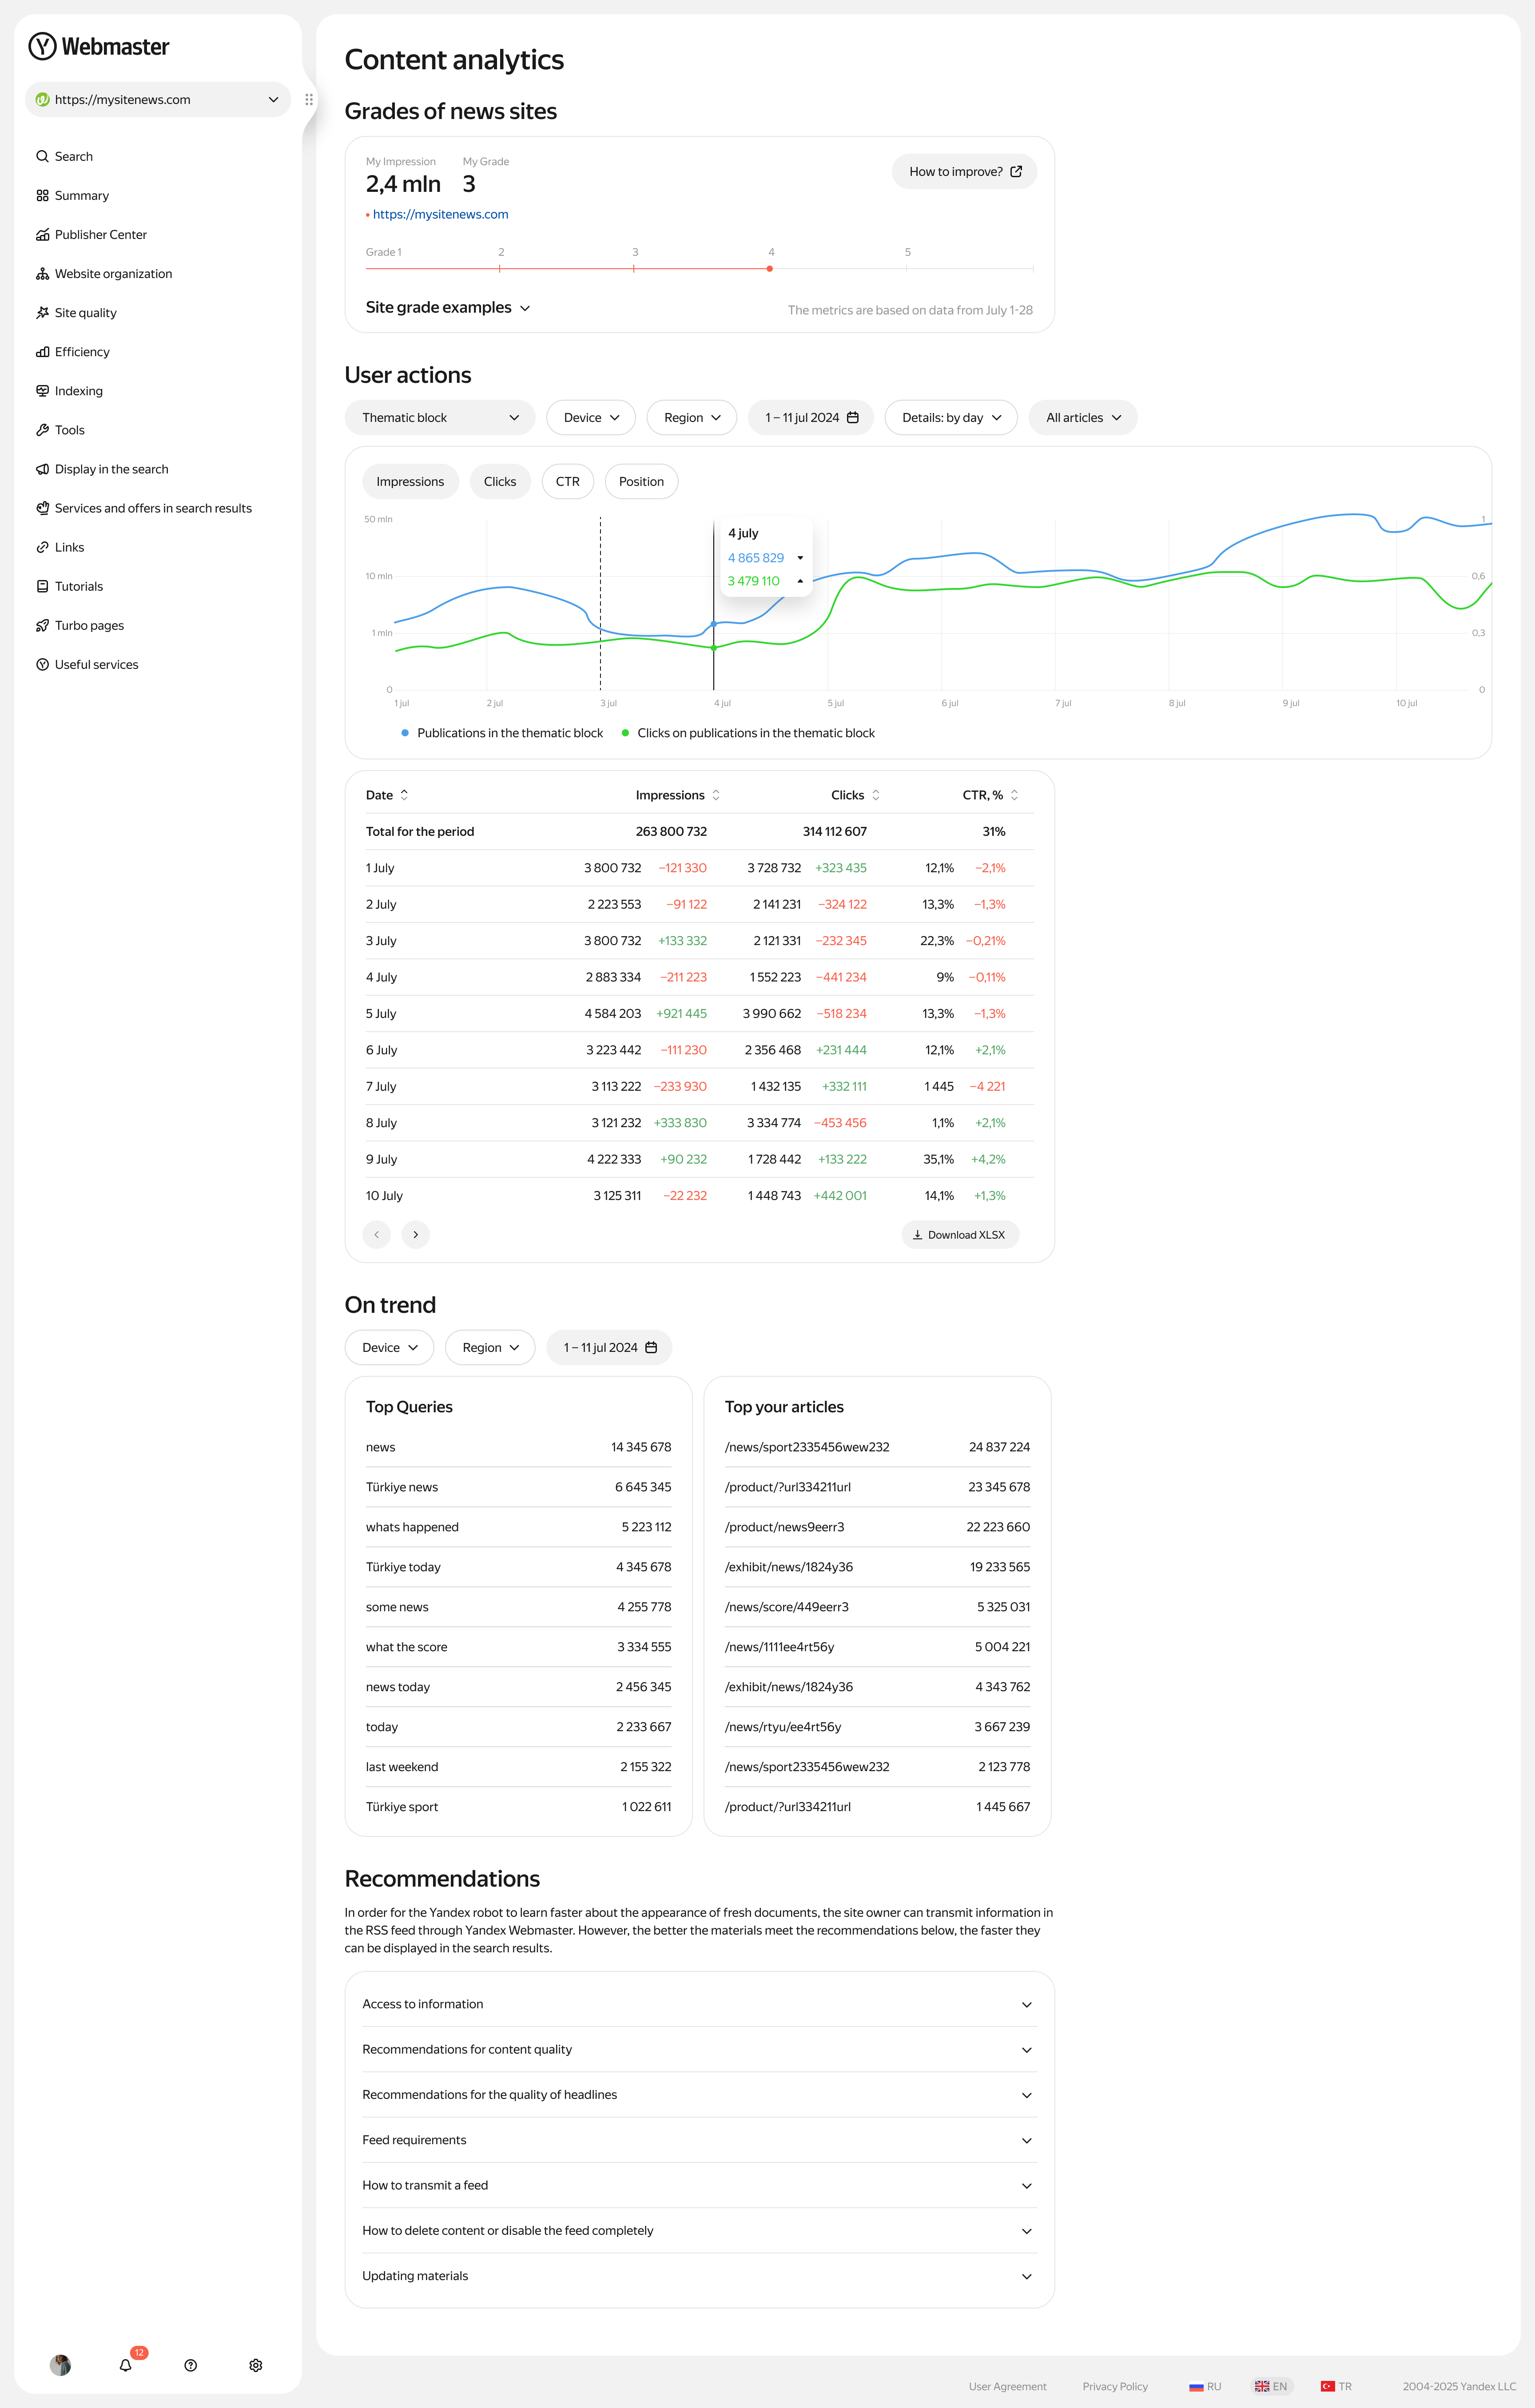 Webmaster
https://mysitenews.com
Search
Summary
Publisher Center
Website organization
Site quality
Efficiency
Indexing
Tools
Display in the search
Services and offers in search results
Links
Tutorials
Turbo pages
Useful services
12
Content analytics
Grades of news sites
My Impression My Grade
2,4 mln 3
How to improve?
• https://mysitenews.com
Grade 1 2 3 4 5
Site grade examples
The metrics are based on data from July 1-28
User actions
Thematic block Device Region 1 – 11 jul 2024 Details: by day All articles
Impressions Clicks CTR Position
50 mln 1
4 july
4 865 829
3 479 110
10 mln 0,6
1 mln 0,3
0 0
1 jul 2 jul 3 jul 4 jul 5 jul 6 jul 7 jul 8 jul 9 jul 10 jul
Publications in the thematic block Clicks on publications in the thematic block
Date Impressions Clicks CTR, %
Total for the period 263 800 732 314 112 607 31%
1 July 3 800 732 −121 330 3 728 732 +323 435 12,1% −2,1%
2 July 2 223 553 −91 122 2 141 231 −324 122 13,3% −1,3%
3 July 3 800 732 +133 332 2 121 331 −232 345 22,3% −0,21%
4 July 2 883 334 −211 223 1 552 223 −441 234 9% −0,11%
5 July 4 584 203 +921 445 3 990 662 −518 234 13,3% −1,3%
6 July 3 223 442 −111 230 2 356 468 +231 444 12,1% +2,1%
7 July 3 113 222 −233 930 1 432 135 +332 111 1 445 −4 221
8 July 3 121 232 +333 830 3 334 774 −453 456 1,1% +2,1%
9 July 4 222 333 +90 232 1 728 442 +133 222 35,1% +4,2%
10 July 3 125 311 −22 232 1 448 743 +442 001 14,1% +1,3%
Download XLSX
On trend
Device Region 1 – 11 jul 2024
Top Queries
news 14 345 678
Türkiye news 6 645 345
whats happened 5 223 112
Türkiye today 4 345 678
some news 4 255 778
what the score 3 334 555
news today 2 456 345
today 2 233 667
last weekend 2 155 322
Türkiye sport 1 022 611
Top your articles
/news/sport2335456wew232 24 837 224
/product/?url334211url 23 345 678
/product/news9eerr3 22 223 660
/exhibit/news/1824y36 19 233 565
/news/score/449eerr3 5 325 031
/news/1111ee4rt56y 5 004 221
/exhibit/news/1824y36 4 343 762
/news/rtyu/ee4rt56y 3 667 239
/news/sport2335456wew232 2 123 778
/product/?url334211url 1 445 667
Recommendations
In order for the Yandex robot to learn faster about the appearance of fresh documents, the site owner can transmit information in
the RSS feed through Yandex Webmaster. However, the better the materials meet the recommendations below, the faster they
can be displayed in the search results.
Access to information
Recommendations for content quality
Recommendations for the quality of headlines
Feed requirements
How to transmit a feed
How to delete content or disable the feed completely
Updating materials
User Agreement Privacy Policy RU EN TR 2004-2025 Yandex LLC